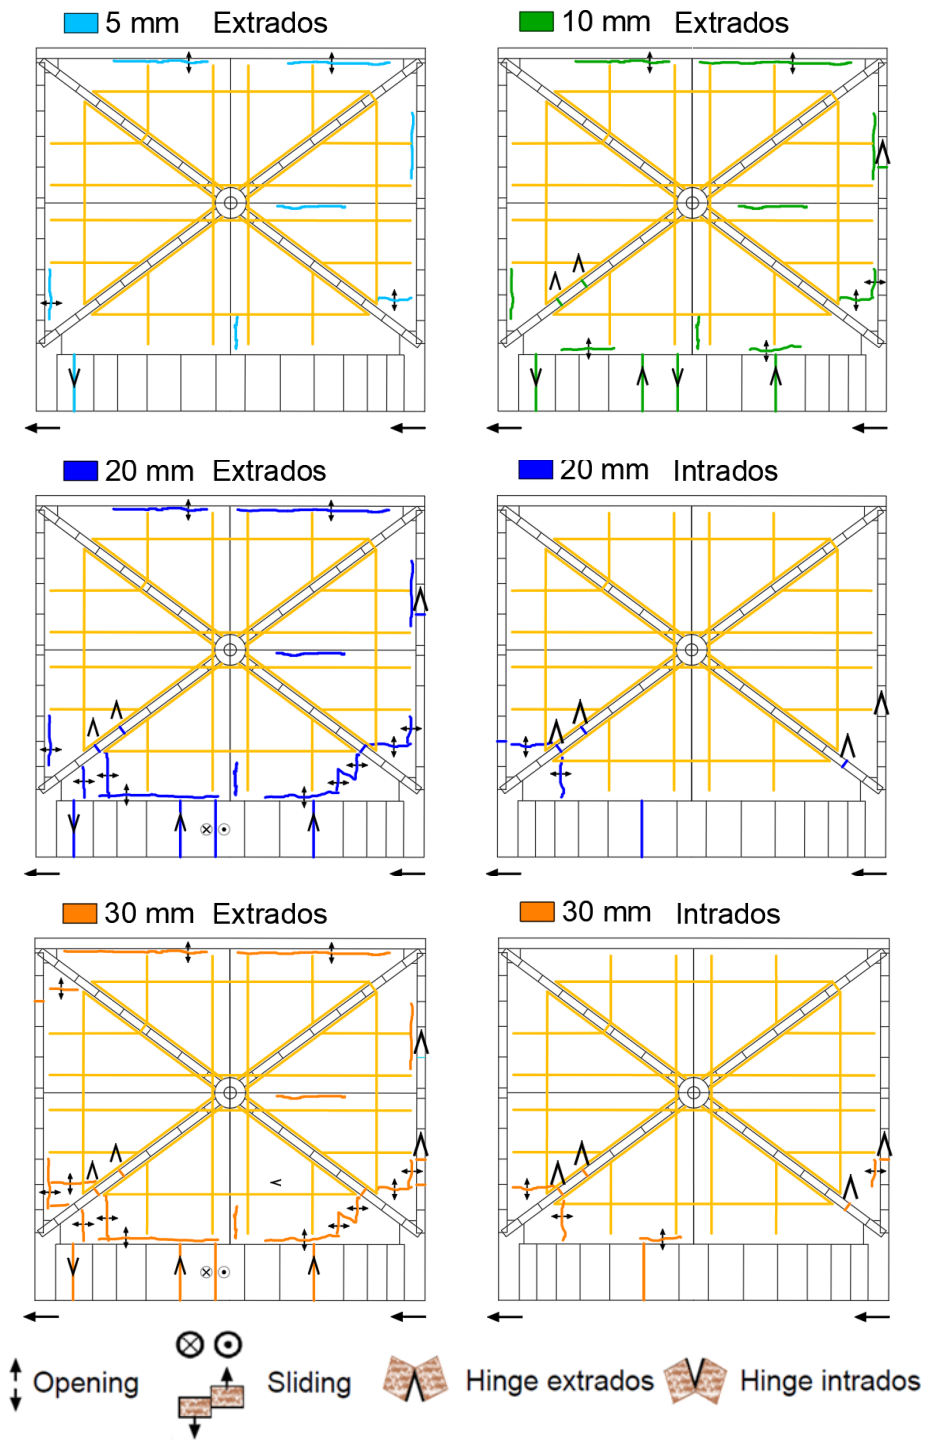 5 mm Extrados
10 mm Extrados
20 mm Extrados
20 mm Intrados
30 mm Extrados
30 mm Intrados
Opening
Sliding
Hinge extrados
Hinge intrados